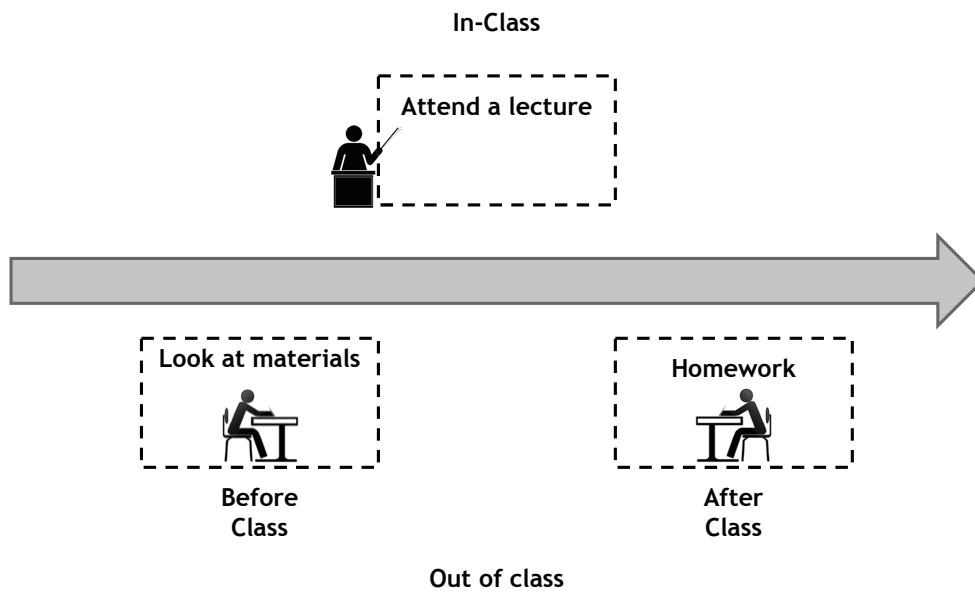 In-Class
Attend a lecture
Look at materials
Homework
Before
Class
After
Class
Out of class